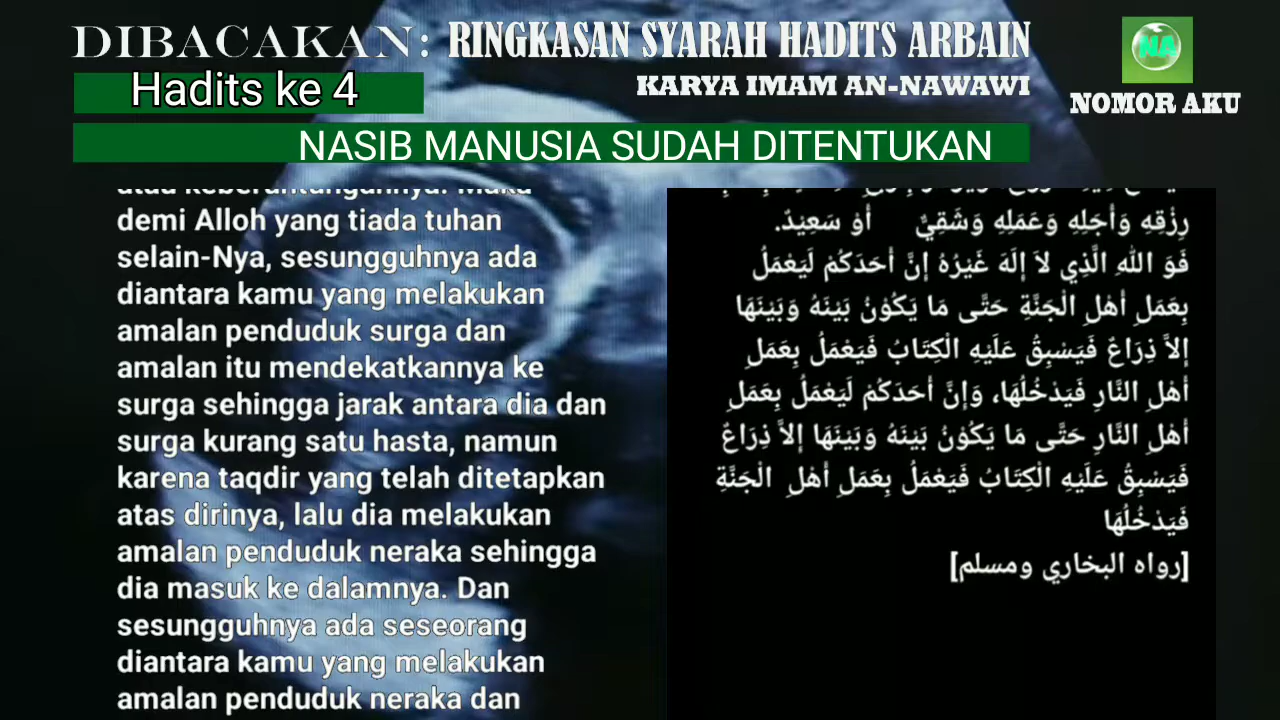 DIBACAKAN: RINGKASAN SYARAH HADITS ARBAIN
KARYA IMAM AN-NAWAWI
Hadits ke 4
NASIB MANUSIA SUDAH DITENTUKAN
NA
NOMOR AKU
atau keberuntungannya. Maka
demi Alloh yang tiada tuhan
selain-Nya, sesungguhnya ada
diantara kamu yang melakukan
amalan penduduk surga dan
amalan itu mendekatkannya ke
surga sehingga jarak antara dia dan
surga kurang satu hasta, namun
karena taqdir yang telah ditetapkan
atas dirinya, lalu dia melakukan
amalan penduduk neraka sehingga
dia masuk ke dalamnya. Dan
sesungguhnya ada seseorang
diantara kamu yang melakukan
amalan penduduk neraka dan
رِزْقِهِ وَأَجَلِهِ وَعَمَلِهِ وَشَقِيٌّ أَوْ سَعِيْدٌ.
فَوَ اللهِ الَّذِي لاَ إِلَهَ غَيْرُهُ إِنَّ أَحَدَكُمْ لَيَعْمَلُ
بِعَمَلِ أَهْلِ الْجَنَّةِ حَتَّى مَا يَكُوْنُ بَيْنَهُ وَبَيْنَهَا
إِلاَّ ذِرَاعٌ فَيَسْبِقُ عَلَيْهِ الْكِتَابُ فَيَعْمَلُ بِعَمَلِ
أَهْلِ النَّارِ فَيَدْخُلُهَا، وَإِنَّ أَحَدَكُمْ لَيَعْمَلُ بِعَمَلِ
أَهْلِ النَّارِ حَتَّى مَا يَكُوْنُ بَيْنَهُ وَبَيْنَهَا إِلاَّ ذِرَاعٌ
فَيَسْبِقُ عَلَيْهِ الْكِتَابُ فَيَعْمَلُ بِعَمَلِ أَهْلِ الْجَنَّةِ
فَيَدْخُلُهَا
[رواه البخاري ومسلم]